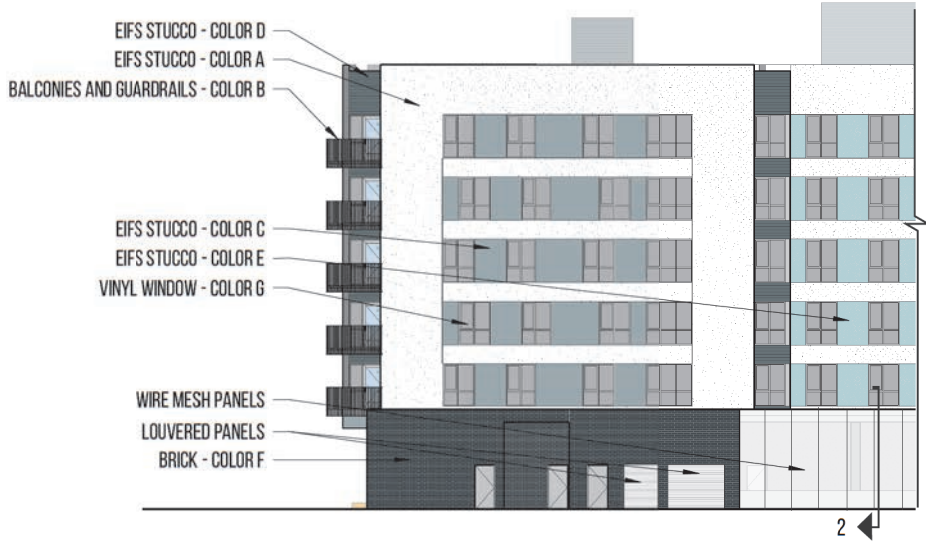 EIFS STUCCO - COLOR D
EIFS STUCCO - COLOR A
BALCONIES AND GUARDRAILS - COLOR B
EIFS STUCCO - COLOR C
EIFS STUCCO - COLOR E
VINYL WINDOW - COLOR G
WIRE MESH PANELS
LOUVERED PANELS
BRICK - COLOR F
2